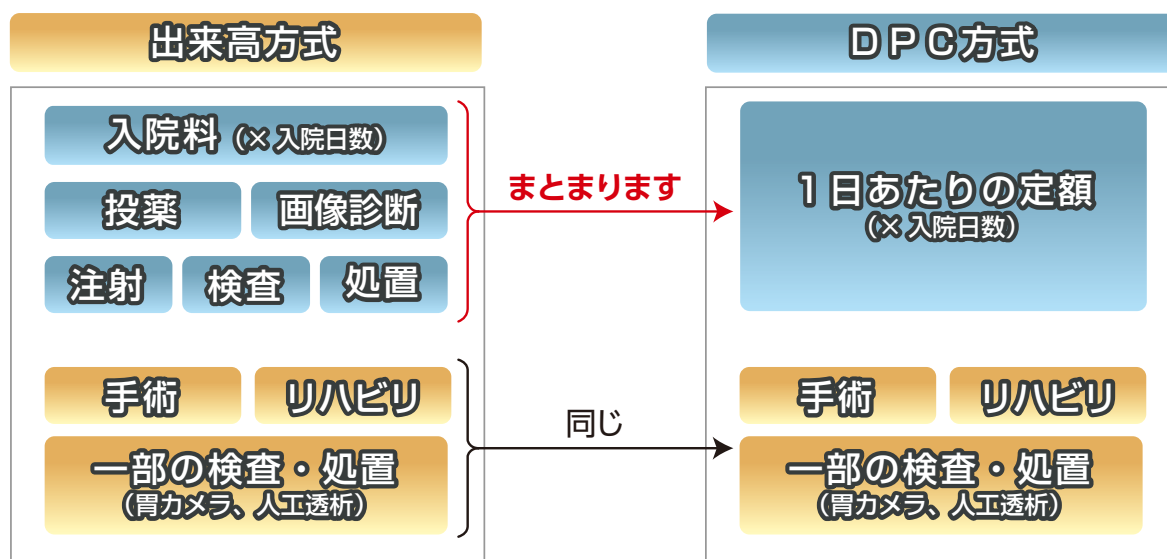 出来高方式
ＤＰＣ方式
入院料（× 入院日数）
投薬
画像診断
注射
検査
処置
まとまります
１日あたりの定額
（× 入院日数）
手術
リハビリ
一部の検査・処置
（胃カメラ、人工透析）
同じ
手術
リハビリ
一部の検査・処置
（胃カメラ、人工透析）